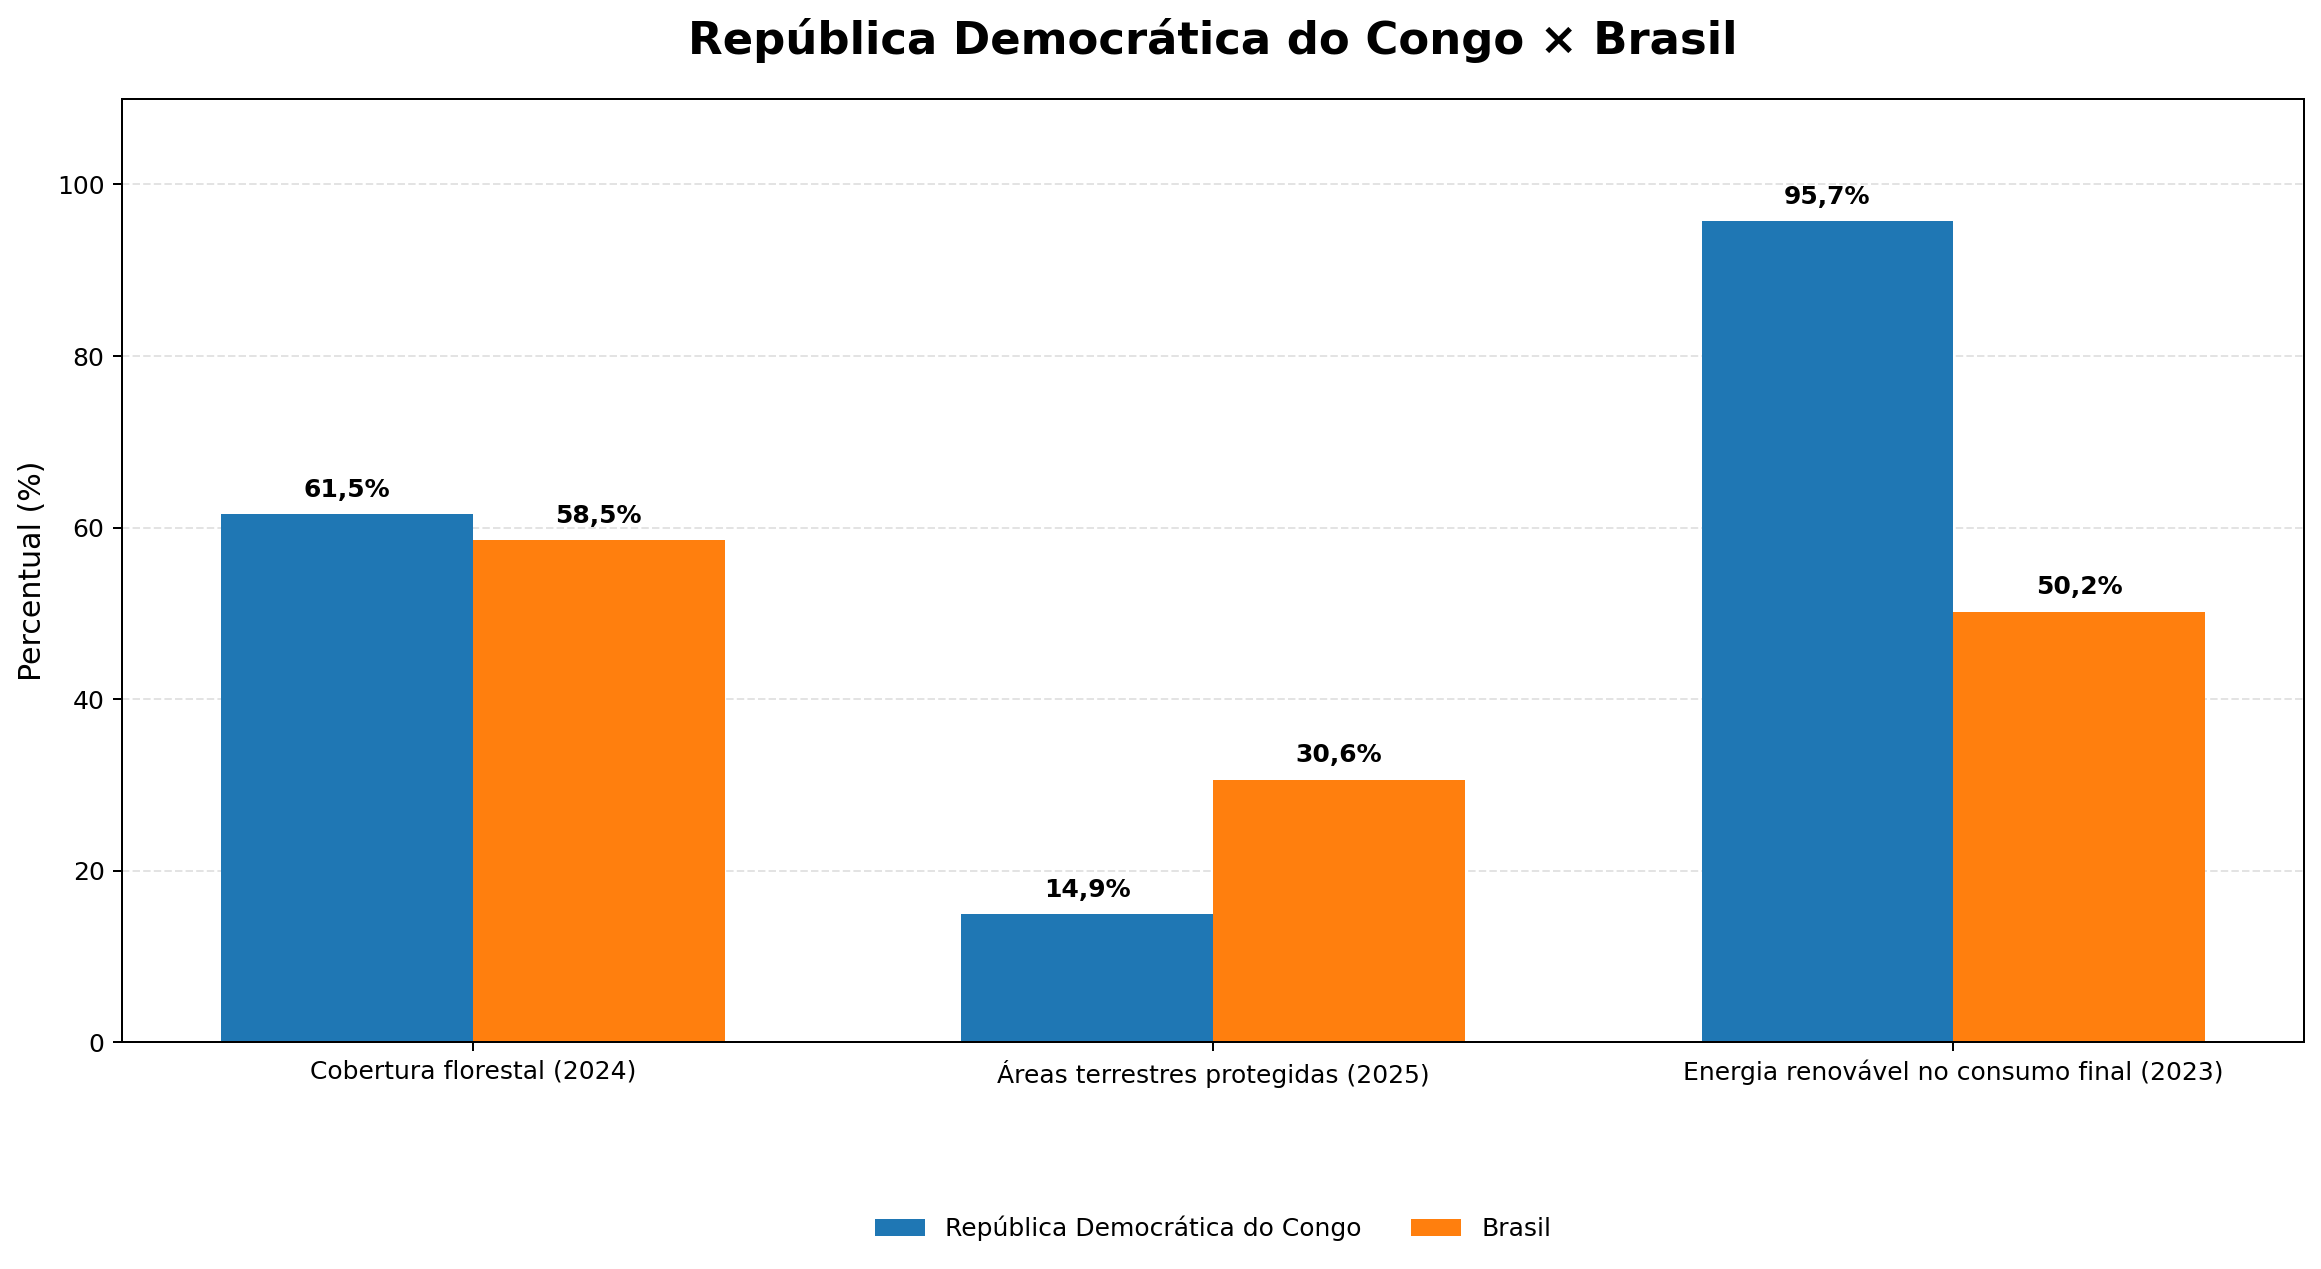 República Democrática do Congo × Brasil
Percentual (%)
100
80
60
40
20
0
61,5%
58,5%
14,9%
30,6%
95,7%
50,2%
Cobertura florestal (2024)
Áreas terrestres protegidas (2025)
Energia renovável no consumo final (2023)
República Democrática do Congo
Brasil